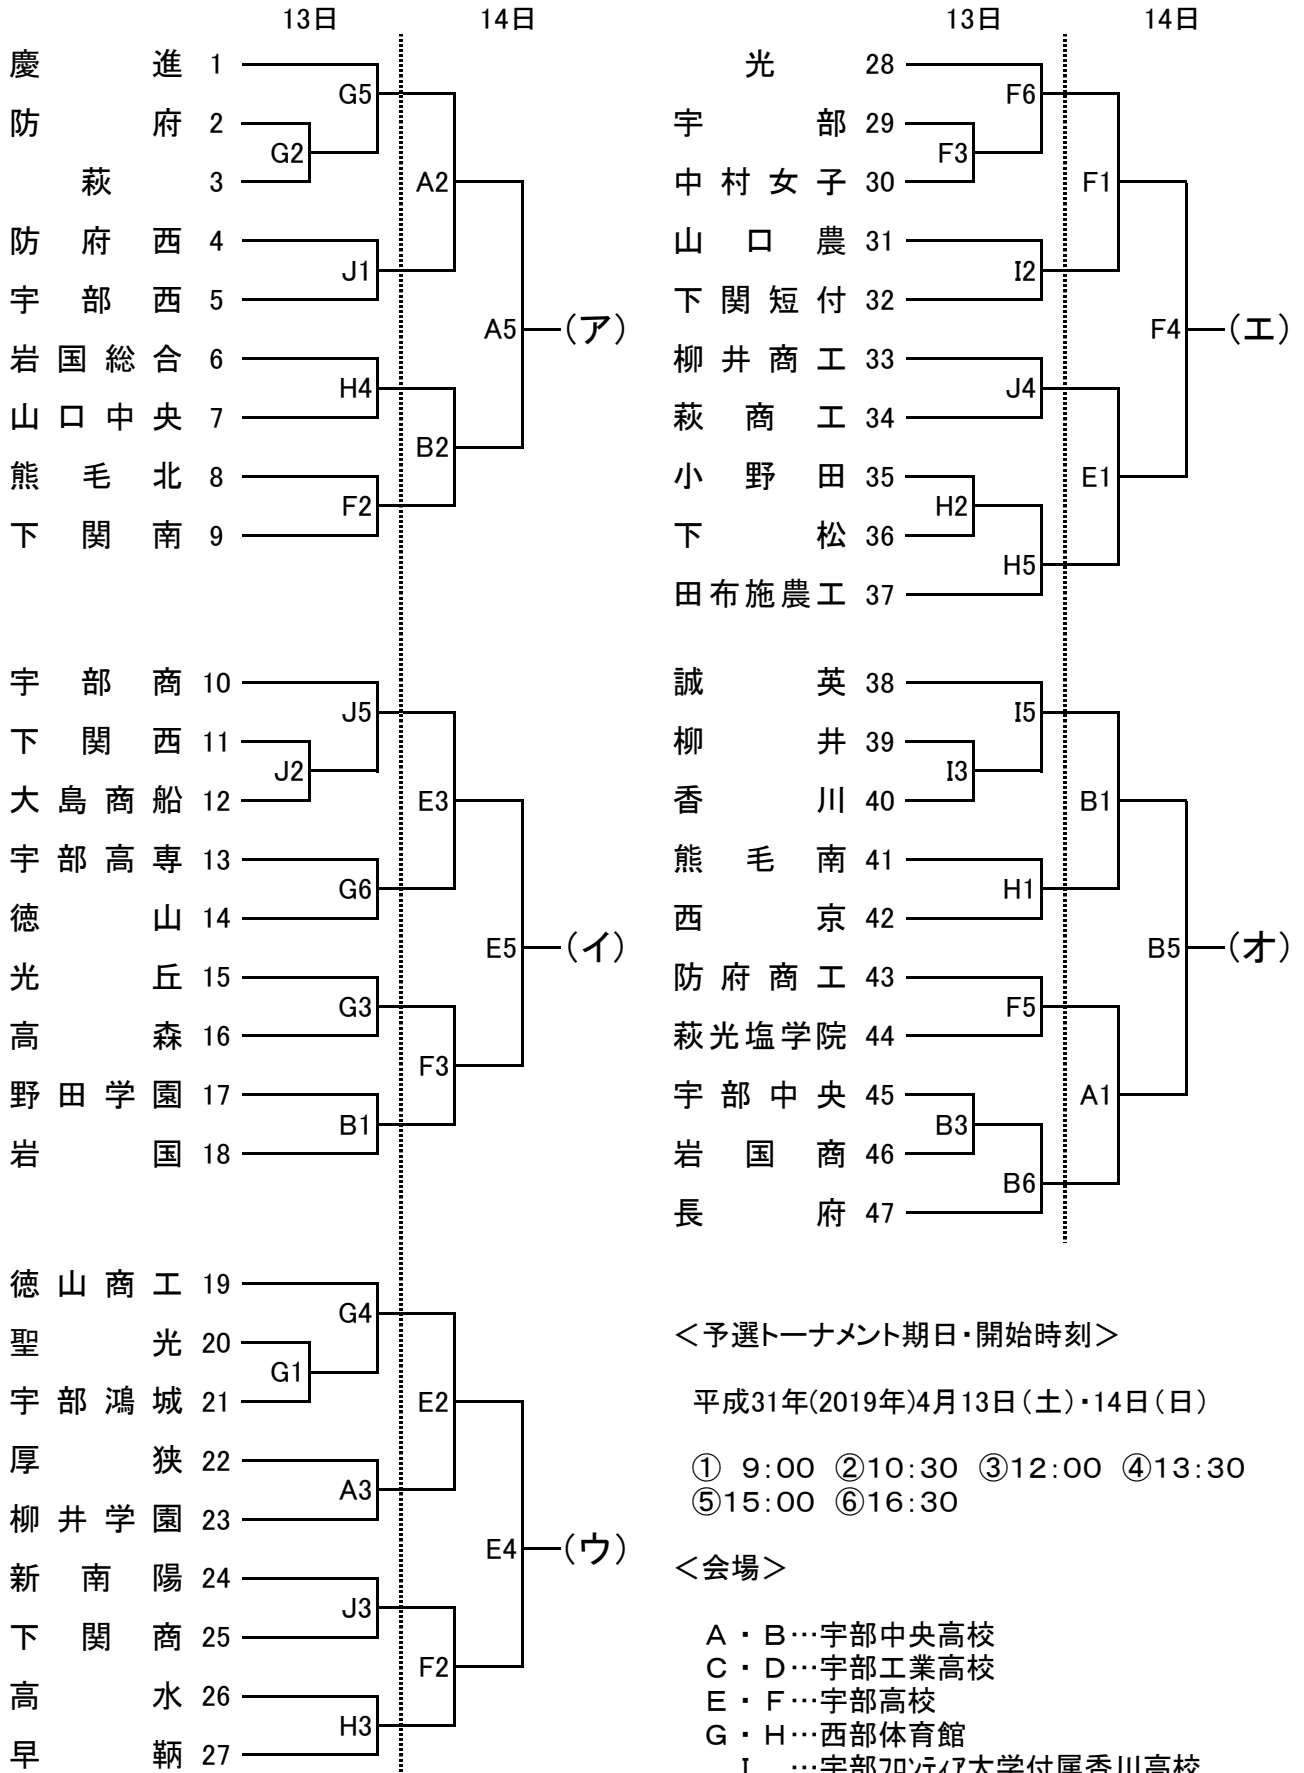 13日 14日
慶進 1
G5
防府 2
G2
萩 3
A2
防府西 4
J1
宇部西 5
A5 (ア)
岩国総合 6
H4
山口中央 7
B2
熊毛北 8
F2
下関南 9
宇部商 10
J5
下関西 11
J2
大島商船 12
E3
宇部高専 13
G6
徳山 14
E5 (イ)
光丘 15
G3
高森 16
F3
野田学園 17
B1
岩国 18
徳山商工 19
G4
聖光 20
G1
宇部鴻城 21
E2
厚狭 22
A3
柳井学園 23
E4 (ウ)
新南陽 24
J3
下関商 25
F2
高水 26
H3
早鞆 27
13日 14日
光 28
F6
宇部 29
F3
中村女子 30
F1
山口農 31
I2
下関短付 32
F4 (エ)
柳井商工 33
J4
萩商工 34
E1
小野田 35
H2
下松 36
H5
田布施農工 37
誠英 38
I5
柳井 39
I3
香川 40
B1
熊毛南 41
H1
西京 42
B5 (オ)
防府商工 43
F5
萩光塩学院 44
A1
宇部中央 45
B3
岩国商 46
B6
長府 47
＜予選トーナメント期日・開始時刻＞
平成31年(2019年)4月13日（土）・14日（日）
① 9:00 ②10:30 ③12:00 ④13:30
⑤15:00 ⑥16:30
＜会場＞
A・B…宇部中央高校
C・D…宇部工業高校
E・F…宇部高校
G・H…西部体育館
I …宇部ﾌﾛﾝﾃｨｱ大学付属香川高校